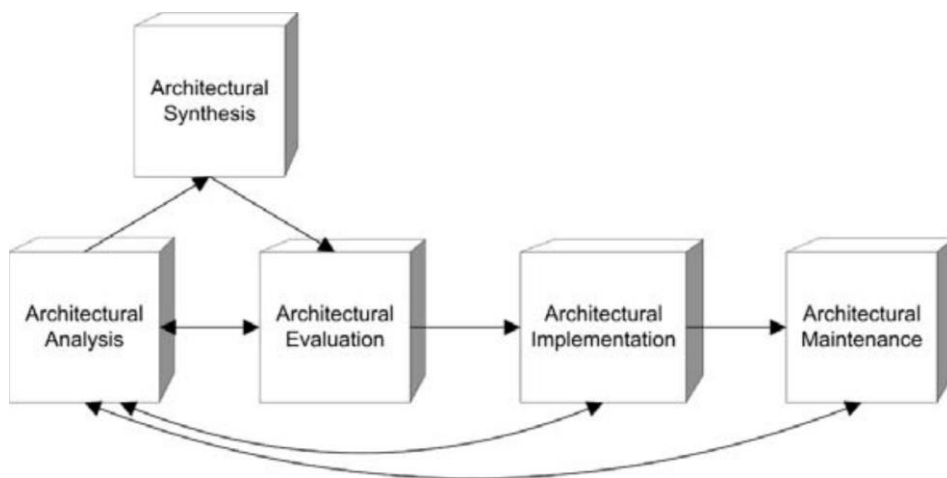 Architectural
Synthesis
Architectural
Analysis
Architectural
Evaluation
Architectural
Implementation
Architectural
Maintenance